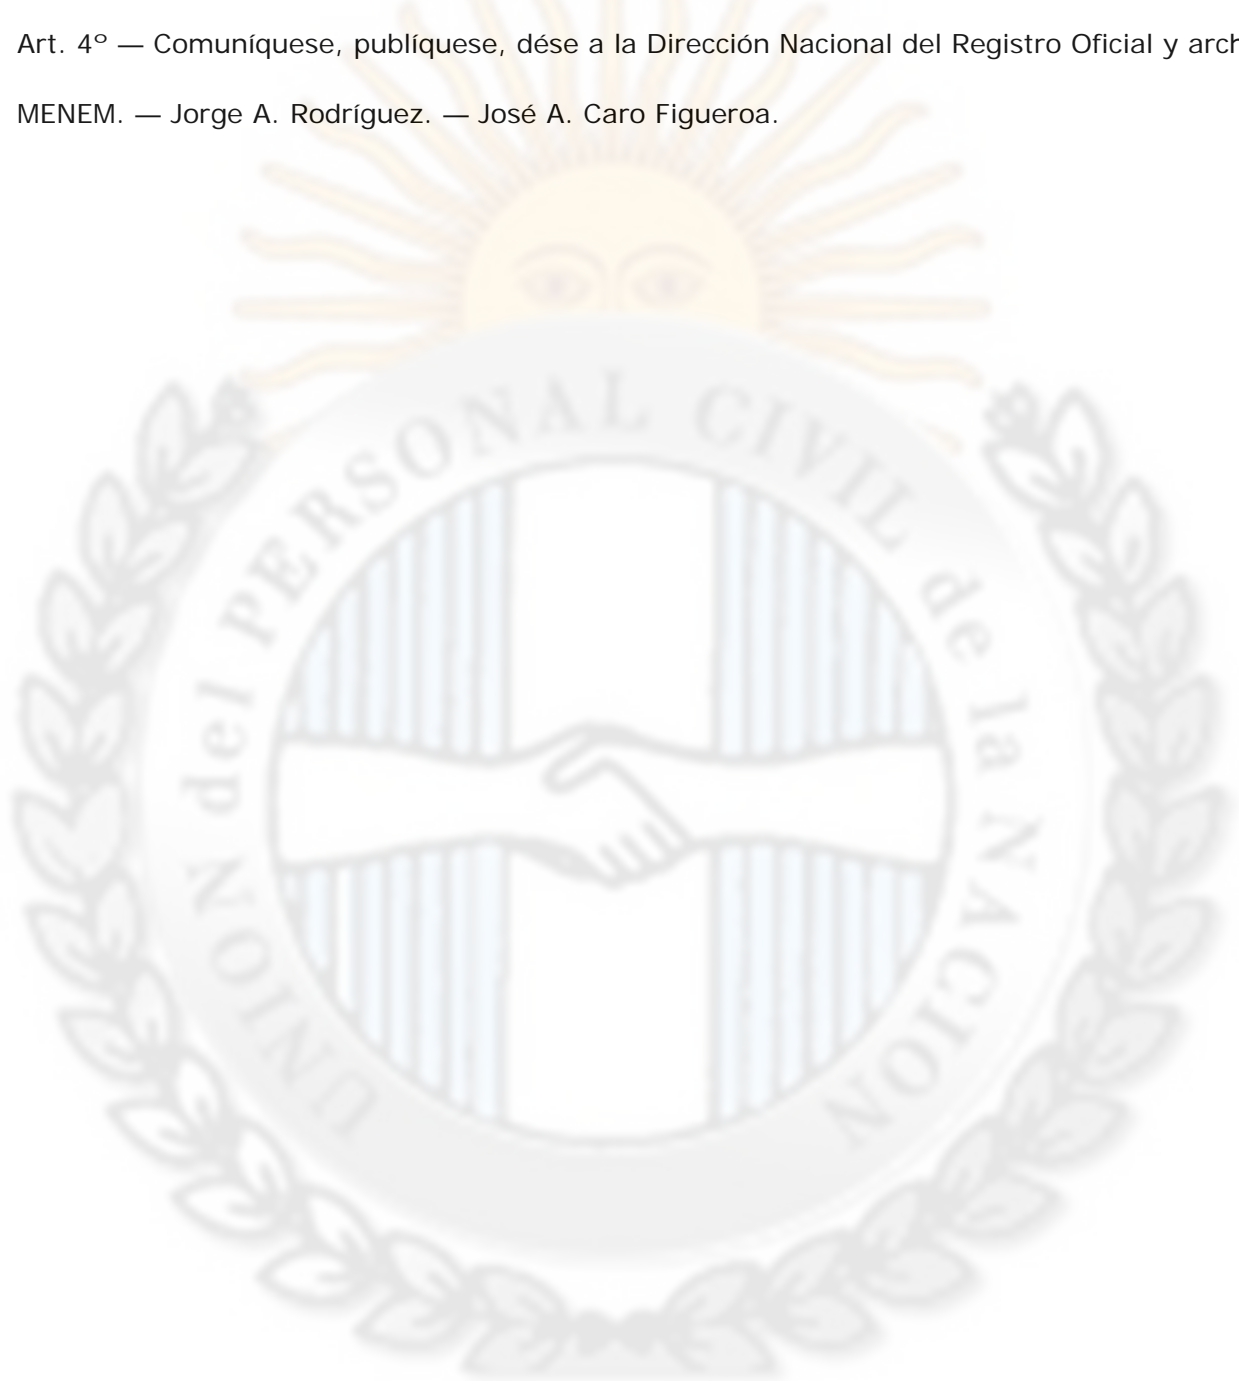 Art. 4º — Comuníquese, publíquese, dése a la Dirección Nacional del Registro Oficial y arch
MENEM. — Jorge A. Rodríguez. — José A. Caro Figueroa.
UNION del PERSONAL CIVIL de la NACION